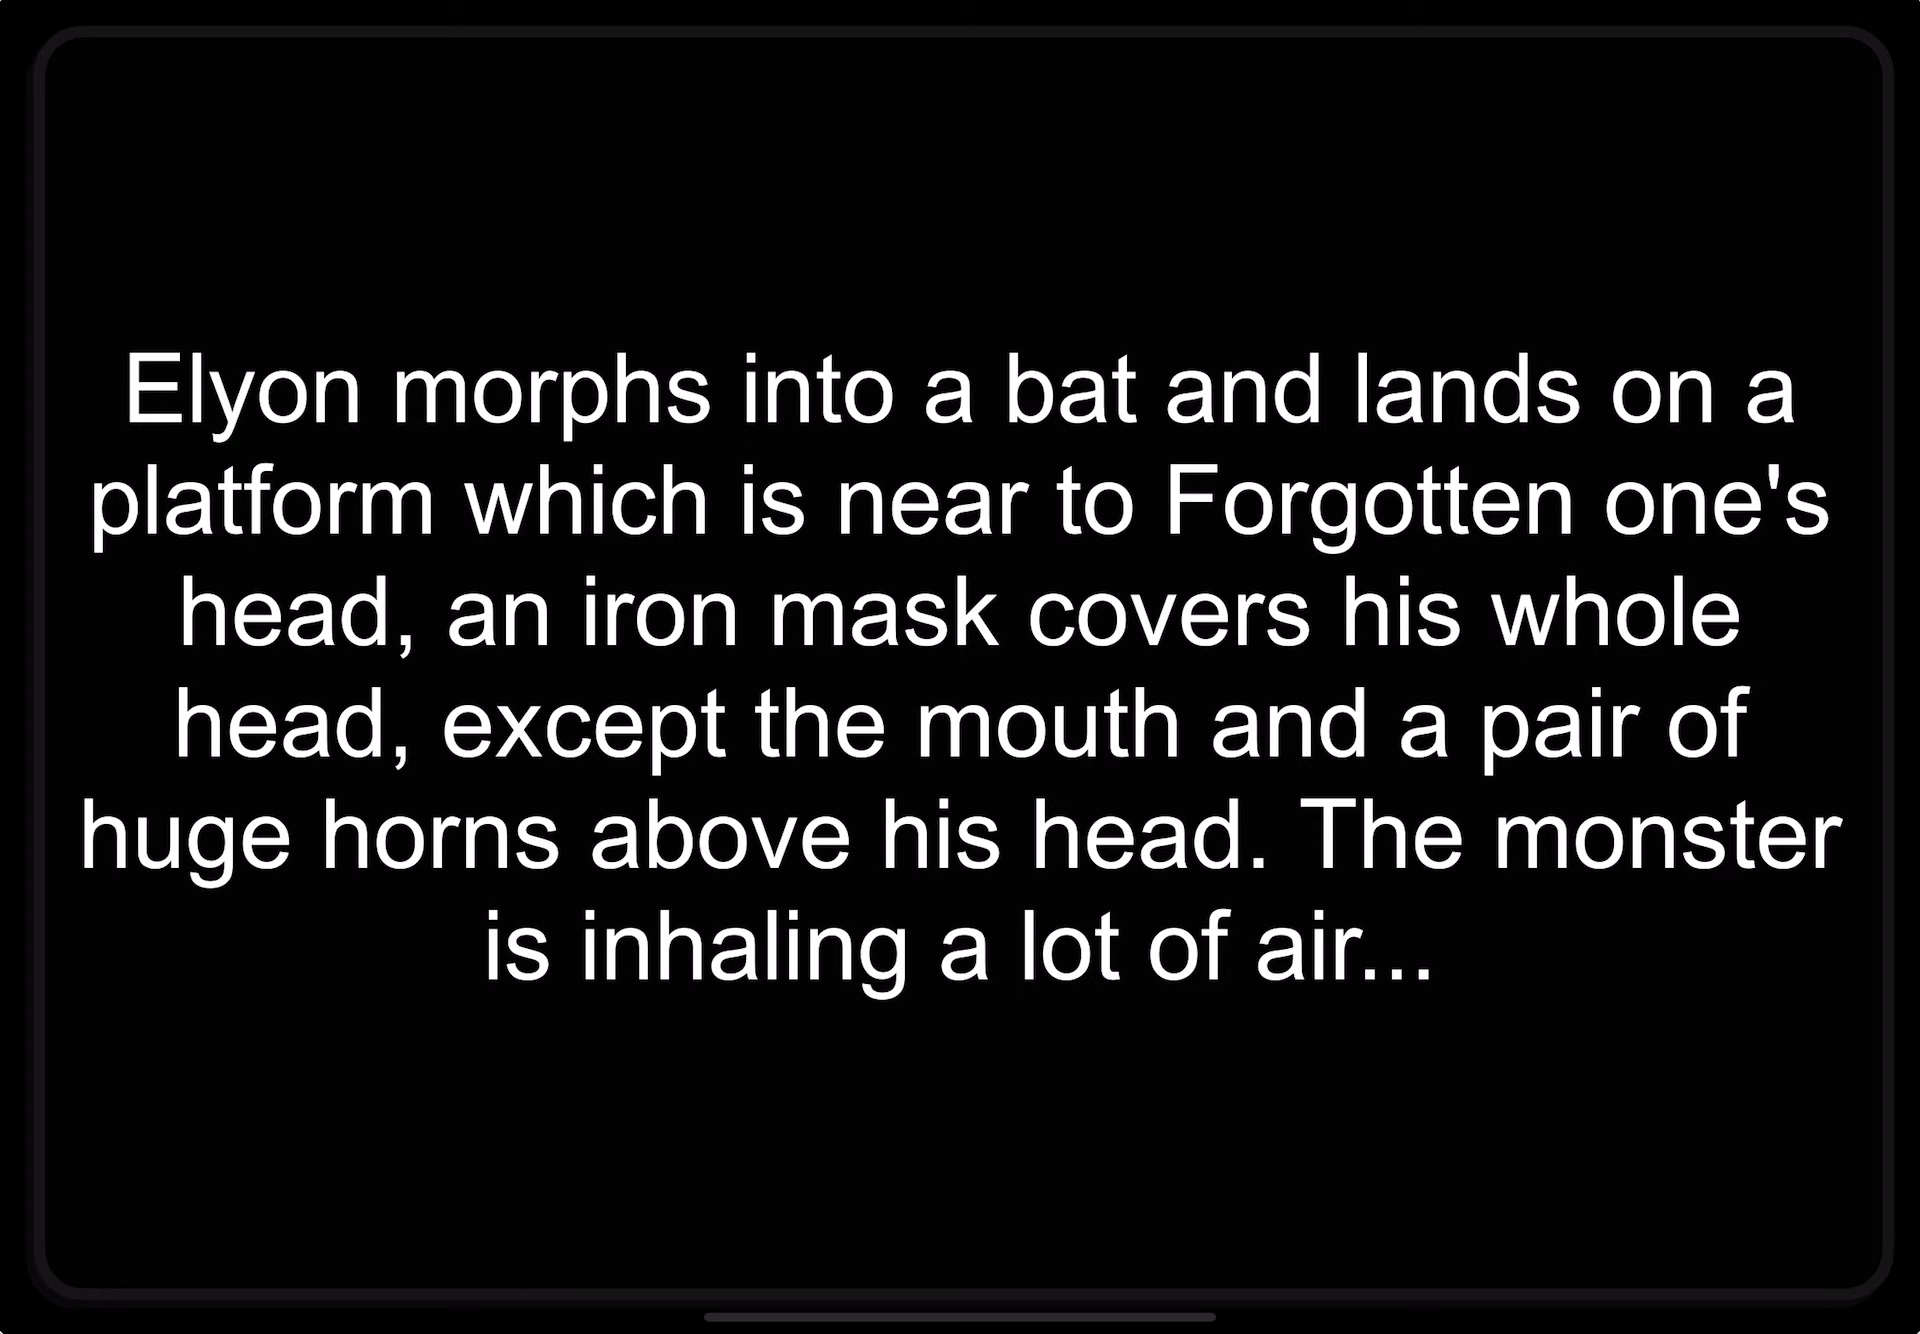 Elyon morphs into a bat and lands on a
platform which is near to Forgotten one's
head, an iron mask covers his whole
head, except the mouth and a pair of
huge horns above his head. The monster
is inhaling a lot of air...